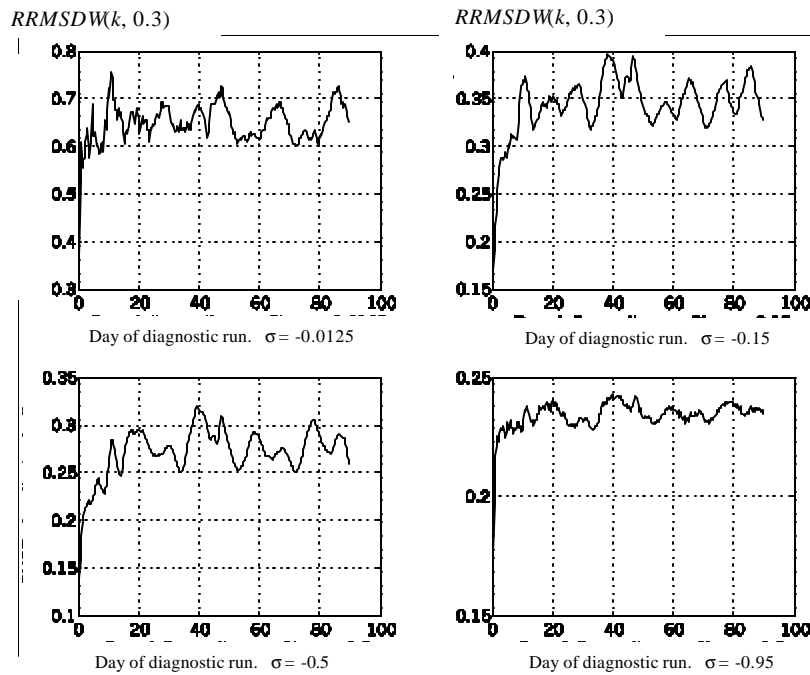 RRMSDW(k, 0.3)
RRMSDW(k, 0.3)
0.8
0.7
0.6
0.5
0.4
0.3
0 20 40 60 80 100
Day of diagnostic run. σ = -0.0125
0.4
0.35
0.3
0.25
0.2
0.15
0 20 40 60 80 100
Day of diagnostic run. σ = -0.15
0.35
0.3
0.25
0.2
0.15
0.1
0 20 40 60 80 100
Day of diagnostic run. σ = -0.5
0.25
0.2
0.15
0 20 40 60 80 100
Day of diagnostic run. σ = -0.95